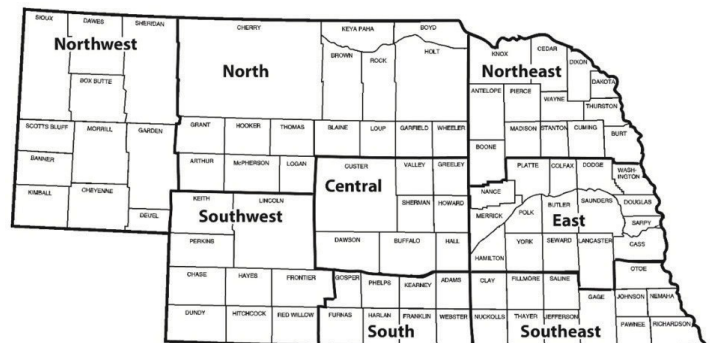 SIOUX DAWES SHERIDAN CHERRY KEYA PAHA BOYD
Northwest
North
BROWN ROCK HOLT
KNOX CEDAR DIXON
Northeast
DAKOTA
BOX BUTTE
ANTELOPE PIERCE WAYNE THURSTON
SCOTTS BLUFF MORRILL GARDEN GRANT HOOKER THOMAS BLAINE LOUP GARFIELD WHEELER
MADISON STANTON CUMING BURT
BOONE
BANNER
ARTHUR McPHERSON LOGAN CUSTER VALLEY GREELEY
PLATTE COLFAX DODGE WASH-
INGTON
Central
KIMBALL CHEYENNE DEUEL
KEITH LINCOLN
Southwest
SHERMAN HOWARD
NANCE MERRICK POLK BUTLER SAUNDERS DOUGLAS
East
SARPY
PERKINS
DAWSON BUFFALO HALL
HAMILTON YORK SEWARD LANCASTER CASS
OTOE
CHASE HAYES FRONTIER GOSPER PHELPS KEARNEY ADAMS CLAY FILLMORE SALINE
GAGE JOHNSON NEMAHA
DUNDY HITCHCOCK RED WILLOW FURNAS HARLAN FRANKLIN WEBSTER NUCKOLLS THAYER JEFFERSON
PAWNEE RICHARDSON
South
Southeast